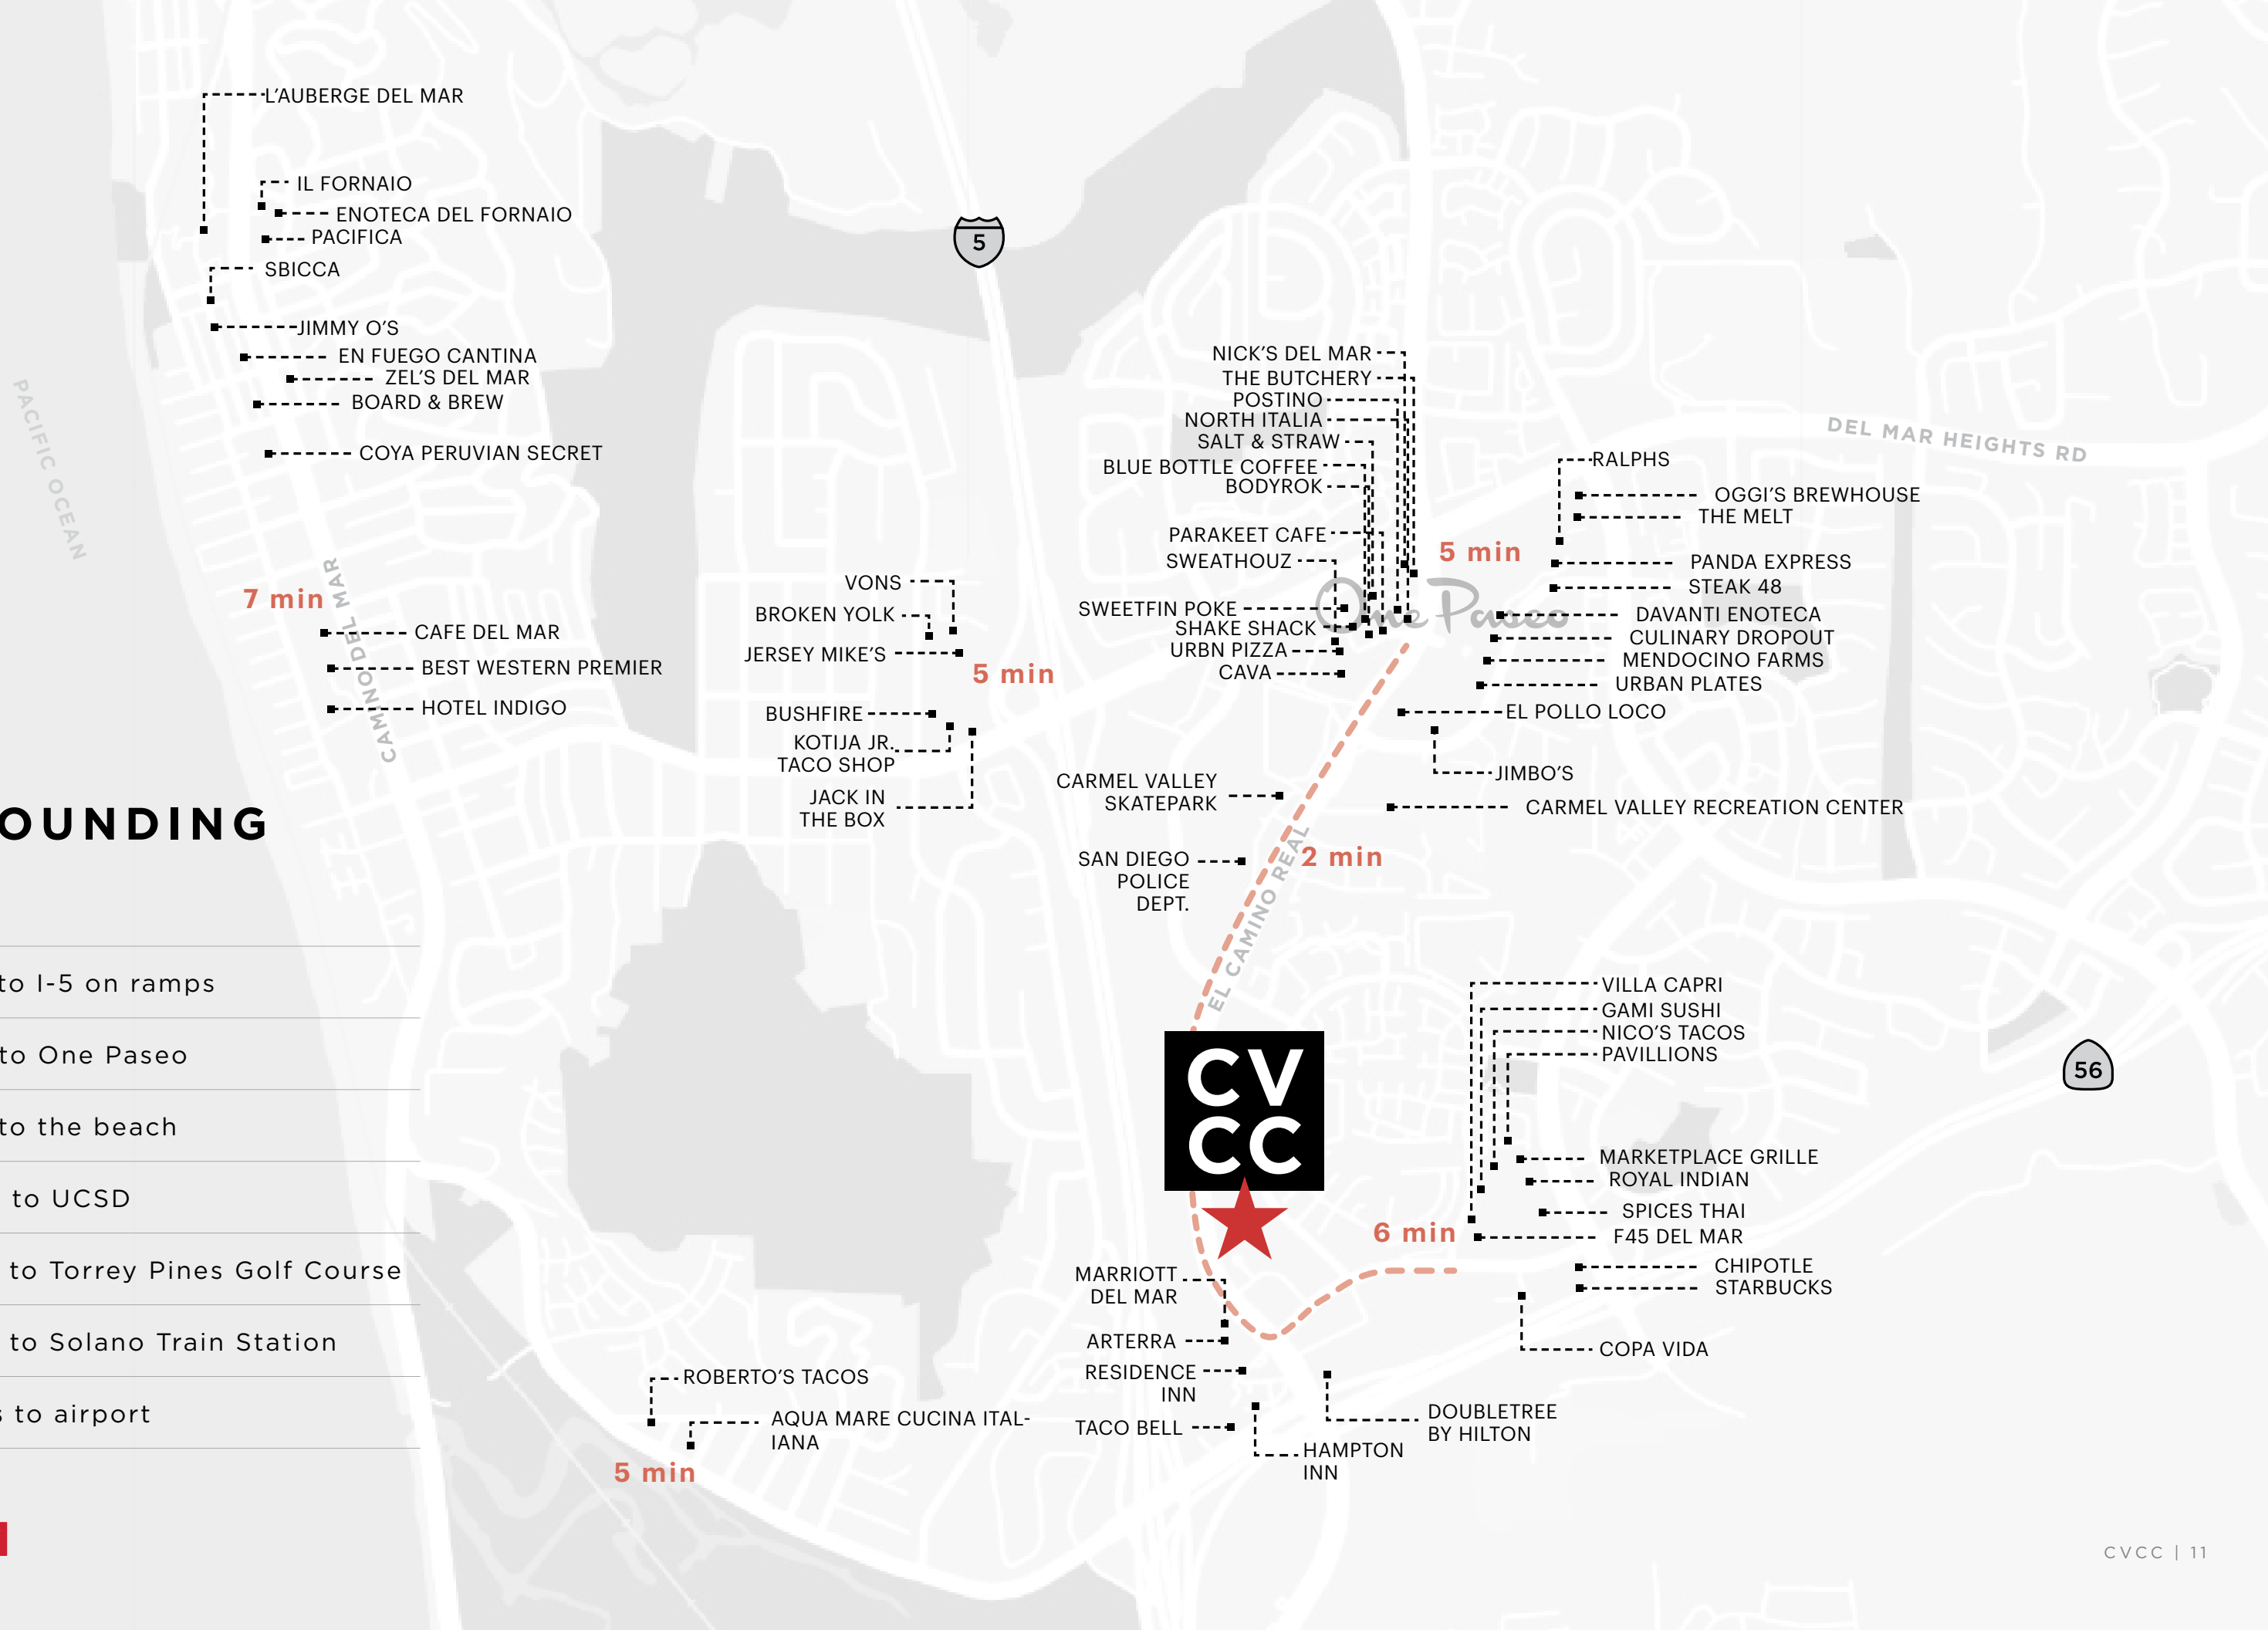 L'AUBERGE DEL MAR
IL FORNAIO
ENOTECA DEL FORNAIO
PACIFICA
SBICCA
JIMMY O'S
EN FUEGO CANTINA
ZEL'S DEL MAR
BOARD & BREW
COYA PERUVIAN SECRET
PACIFIC OCEAN
7 min
CAMINO DEL MAR
CAFE DEL MAR
BEST WESTERN PREMIER
HOTEL INDIGO
OUNDING
to I-5 on ramps
to One Paseo
to the beach
to UCSD
to Torrey Pines Golf Course
to Solano Train Station
s to airport
5
VONS
BROKEN YOLK
JERSEY MIKE'S
5 min
BUSHFIRE
KOTIJA JR.
TACO SHOP
JACK IN
THE BOX
NICK'S DEL MAR
THE BUTCHERY
POSTINO
NORTH ITALIA
SALT & STRAW
BLUE BOTTLE COFFEE
BODYROK
PARAKEET CAFE
SWEATHOUZ
SWEETFIN POKE
SHAKE SHACK
URBN PIZZA
CAVA
One Paseo
5 min
DEL MAR HEIGHTS RD
RALPHS
OGGI'S BREWHOUSE
THE MELT
PANDA EXPRESS
STEAK 48
DAVANTI ENOTECA
CULINARY DROPOUT
MENDOCINO FARMS
URBAN PLATES
EL POLLO LOCO
JIMBO'S
CARMEL VALLEY RECREATION CENTER
CARMEL VALLEY
SKATEPARK
SAN DIEGO
POLICE
DEPT.
2 min
EL CAMINO REAL
CV
CC
VILLA CAPRI
GAMI SUSHI
NICO'S TACOS
PAVILLIONS
56
MARKETPLACE GRILLE
ROYAL INDIAN
SPICES THAI
F45 DEL MAR
6 min
CHIPOTLE
STARBUCKS
COPA VIDA
MARRIOTT
DEL MAR
ARTERRA
RESIDENCE
INN
TACO BELL
HAMPTON
INN
DOUBLETREE
BY HILTON
ROBERTO'S TACOS
AQUA MARE CUCINA ITAL-
IANA
5 min
CVCC | 11